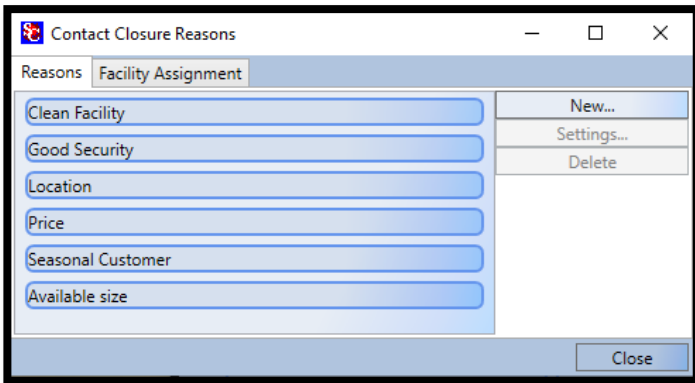 Contact Closure Reasons
Reasons
Facility Assignment
Clean Facility
Good Security
Location
Price
Seasonal Customer
Available size
New...
Settings...
Delete
Close